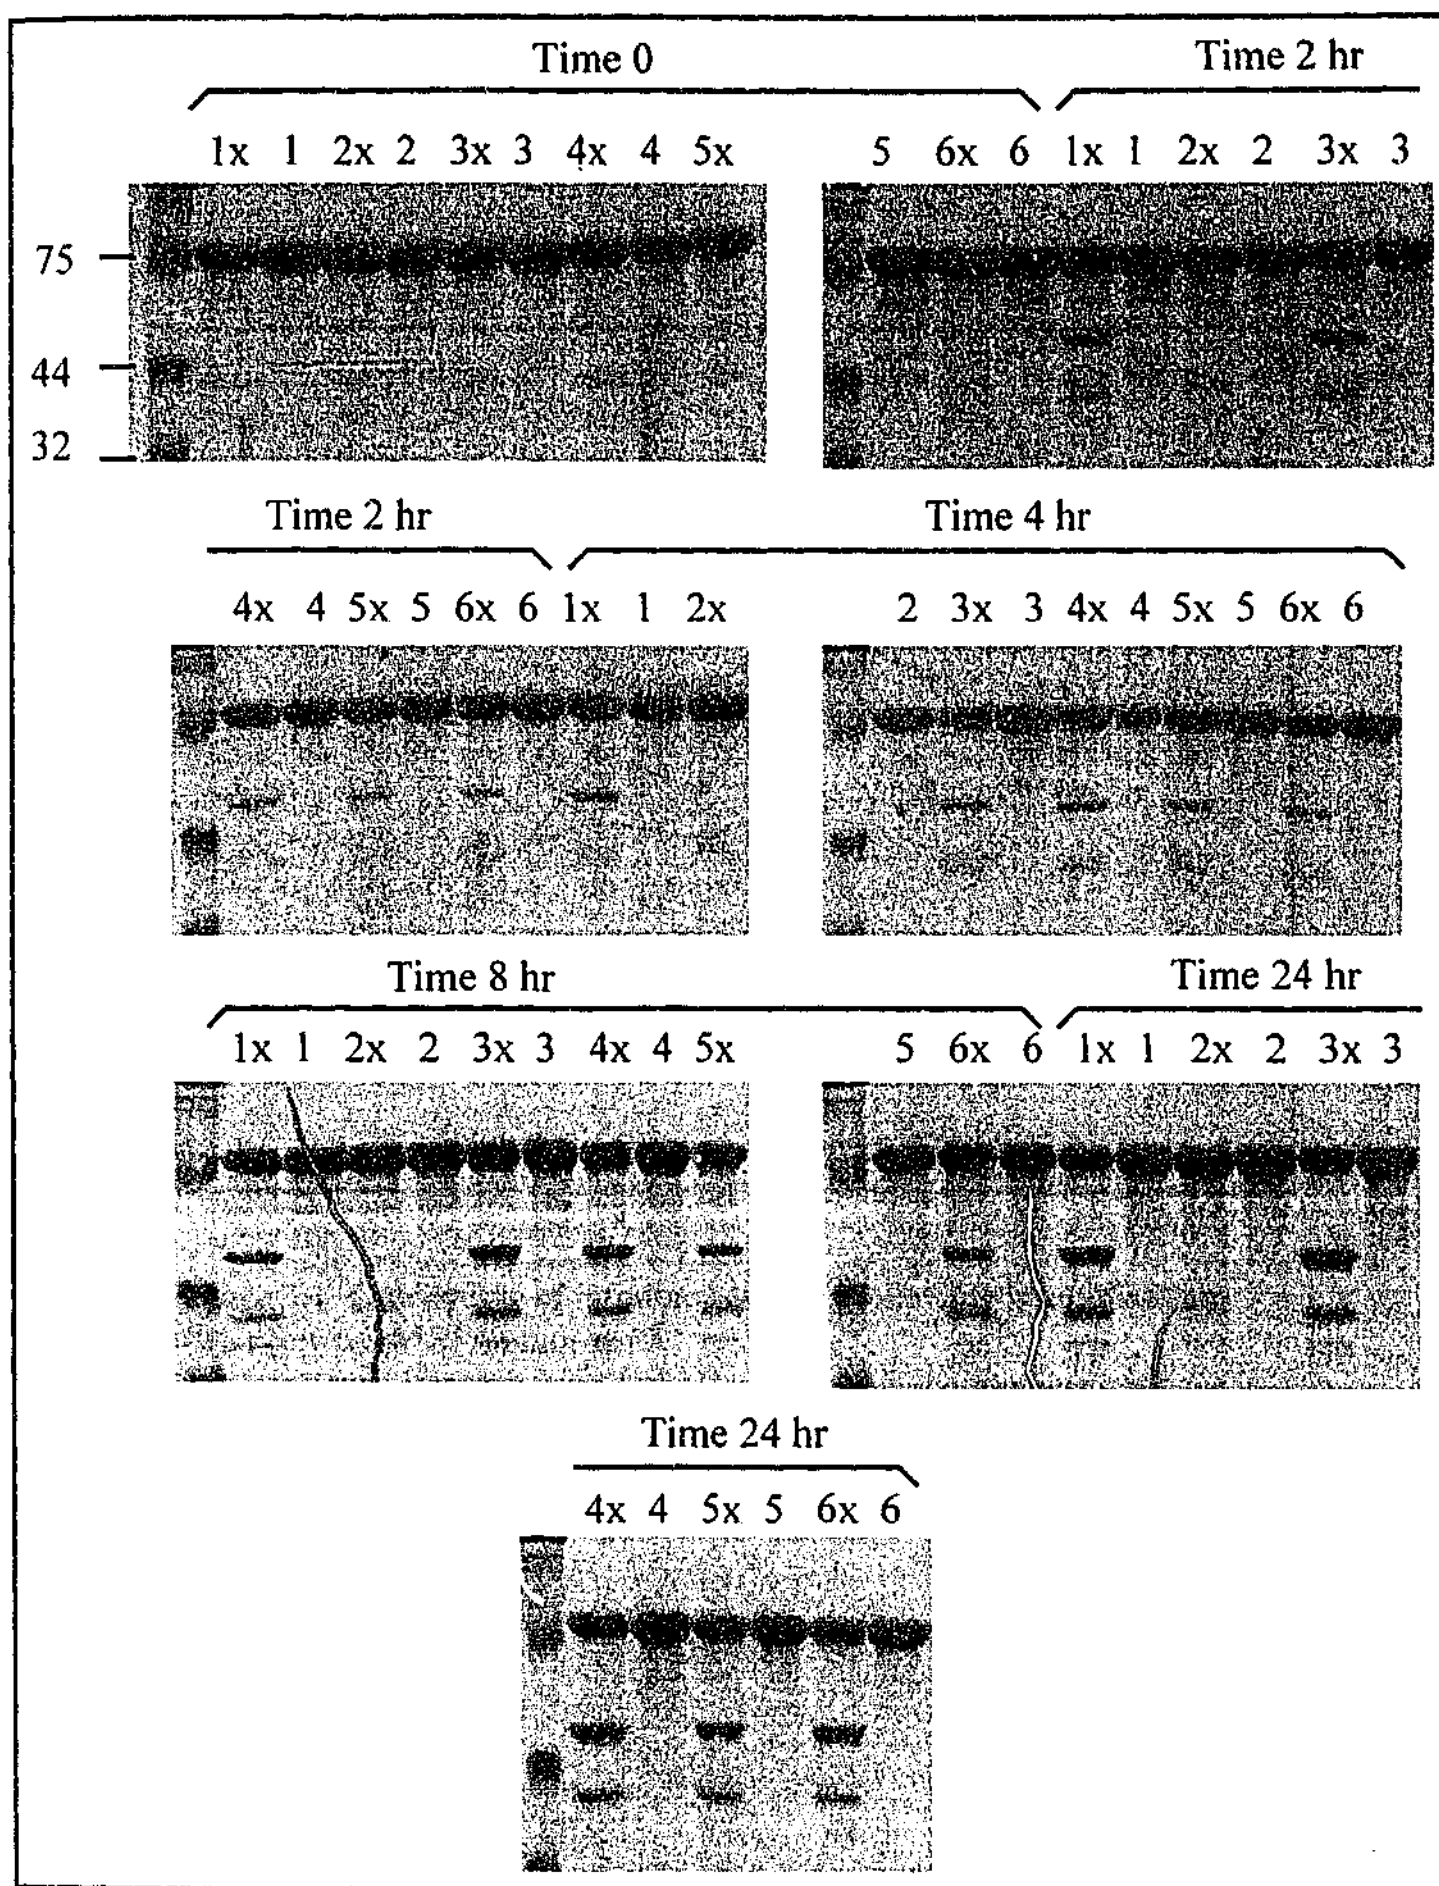 Time 0 Time 2 hr
1x 1 2x 2 3x 3 4x 4 5x 5 6x 6 1x 1 2x 2 3x 3
75
44
32
Time 2 hr Time 4 hr
4x 4 5x 5 6x 6 1x 1 2x 2 3x 3 4x 4 5x 5 6x 6
Time 8 hr Time 24 hr
1x 1 2x 2 3x 3 4x 4 5x 5 6x 6 1x 1 2x 2 3x 3
Time 24 hr
4x 4 5x 5 6x 6